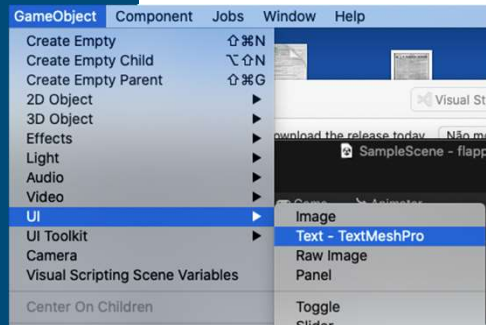 GameObject Component Jobs Window Help
Create Empty ⇧⌘N
Create Empty Child ⌥⇧N
Create Empty Parent ⇧⌘G
2D Object
3D Object
Effects
Light
Audio
Video
UI
UI Toolkit
Camera
Visual Scripting Scene Variables
Center On Children
Visual St
ownload the release today Não m
SampleScene - flapp
Image
Text - TextMeshPro
Raw Image
Panel
Toggle
Slider